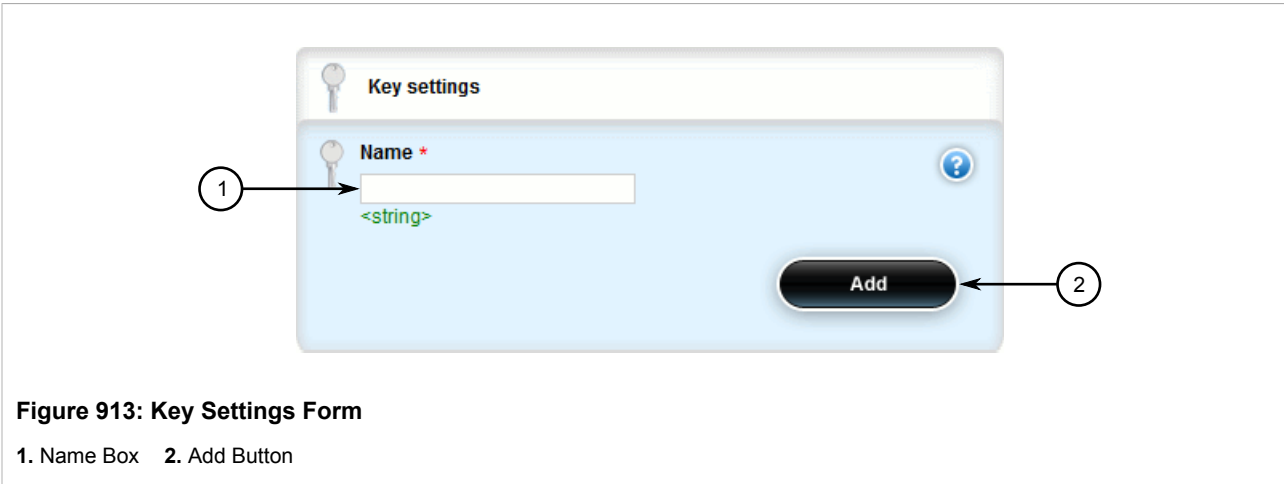 Key settings
Name *
?
1
<string>
Add
2
Figure 913: Key Settings Form
1. Name Box 2. Add Button